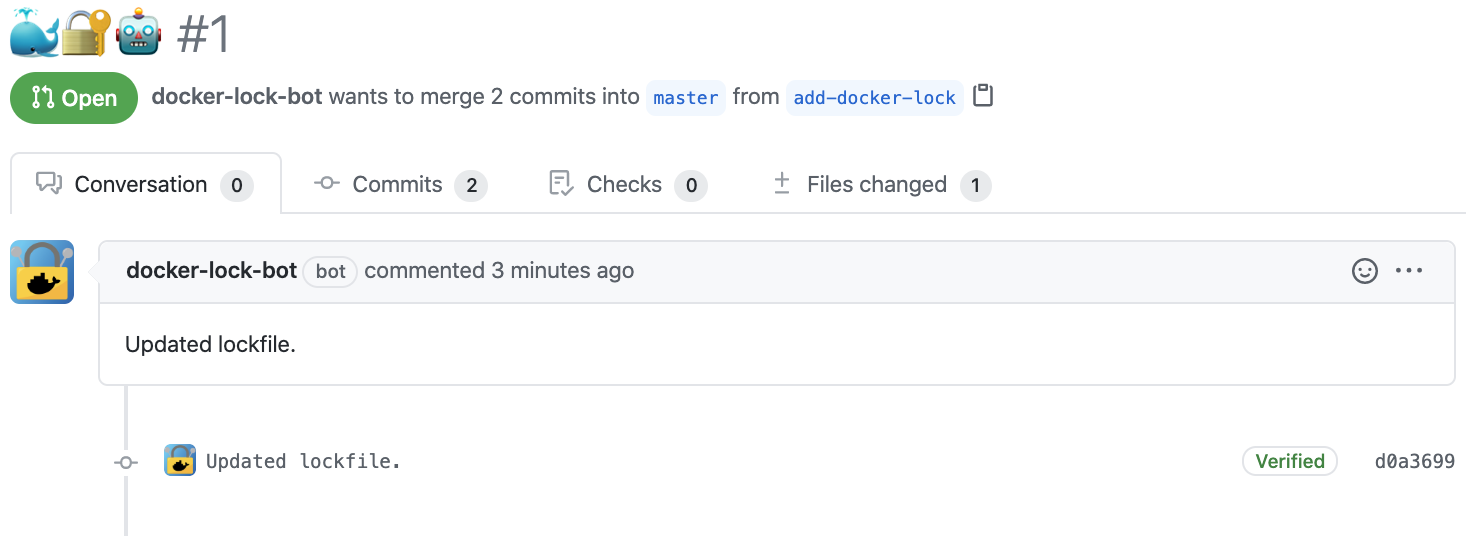 🐳🔐🤖 #1
Open docker-lock-bot wants to merge 2 commits into master from add-docker-lock
Conversation 0 Commits 2 Checks 0 Files changed 1
docker-lock-bot bot commented 3 minutes ago
Updated lockfile.
Updated lockfile. Verified d0a3699